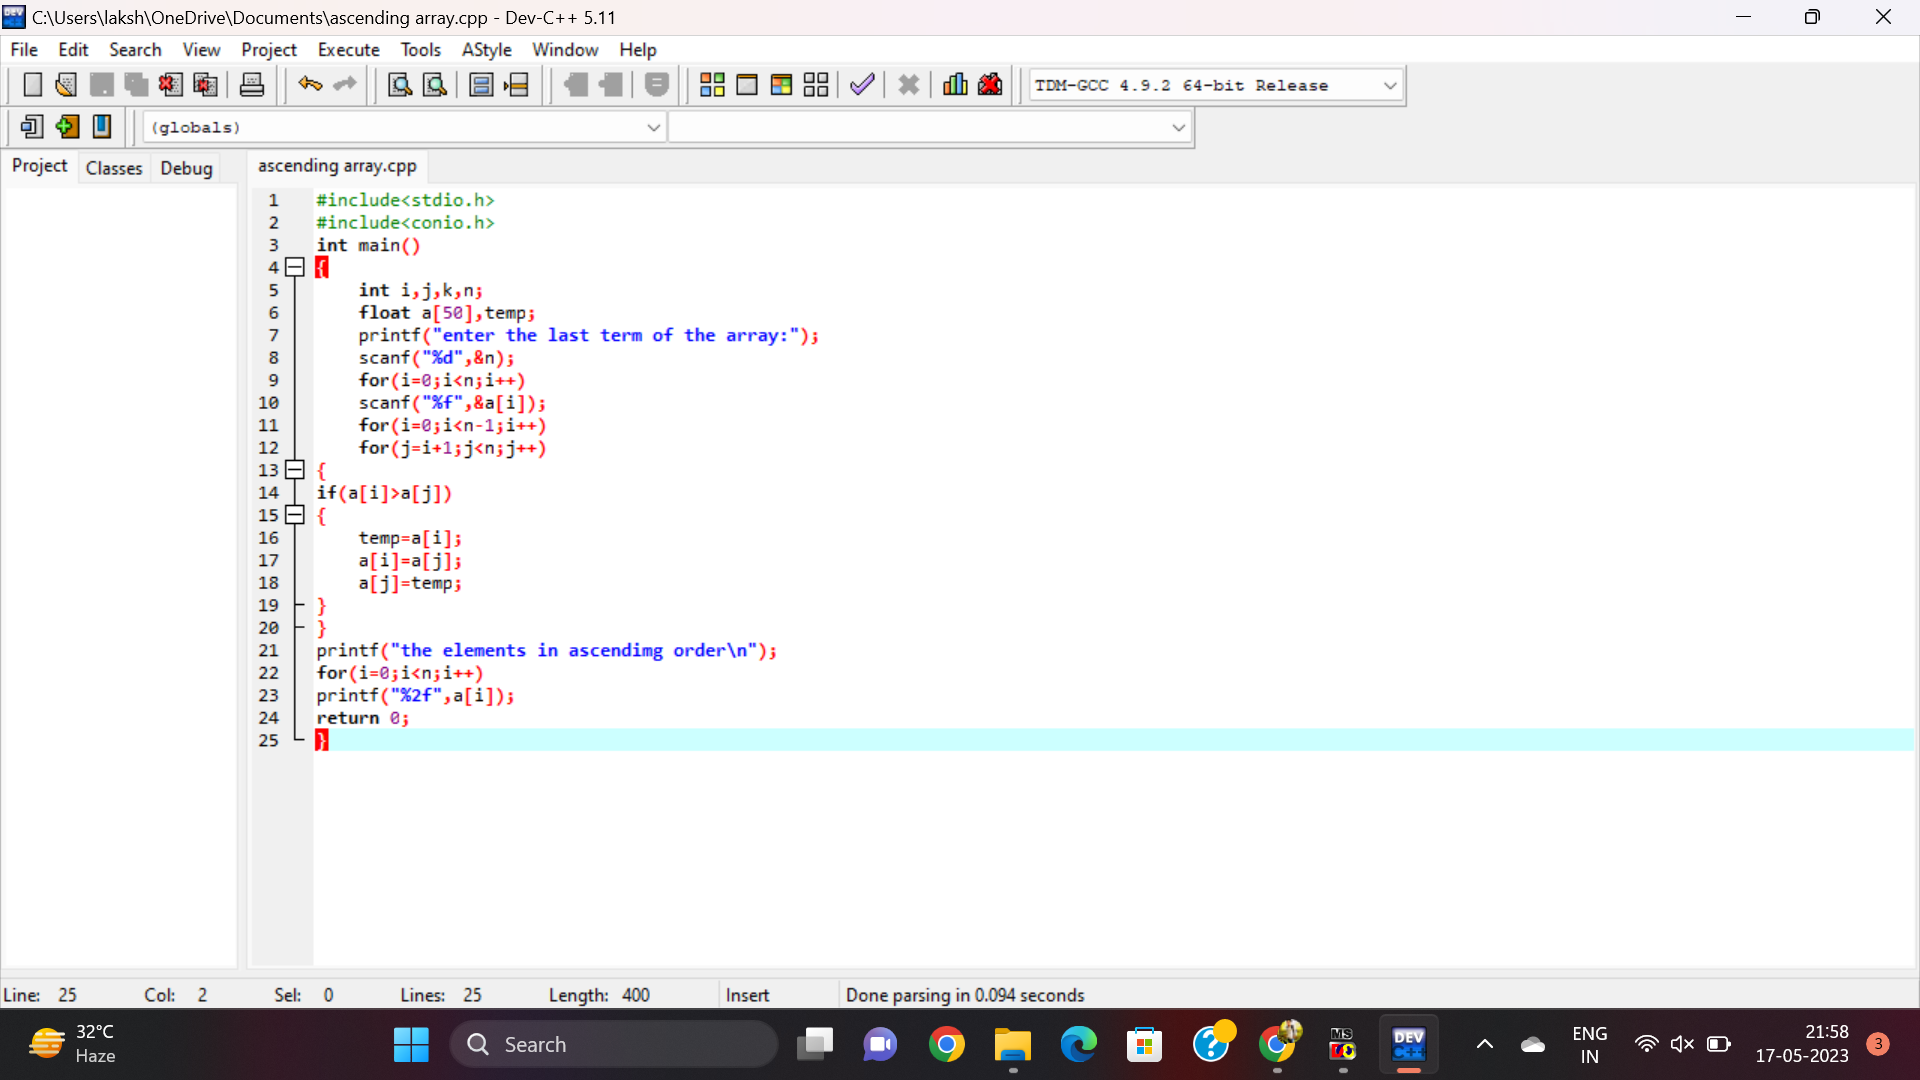 C:\Users\laksh\OneDrive\Documents\ascending array.cpp - Dev-C++ 5.11
File Edit Search View Project Execute Tools AStyle Window Help
TDM-GCC 4.9.2 64-bit Release
(globals)
Project Classes Debug
ascending array.cpp
1 #include<stdio.h>
2 #include<conio.h>
3 int main()
4 {
5 int i,j,k,n;
6 float a[50],temp;
7 printf("enter the last term of the array:");
8 scanf("%d",&n);
9 for(i=0;i<n;i++)
10 scanf("%f",&a[i]);
11 for(i=0;i<n-1;i++)
12 for(j=i+1;j<n;j++)
13 {
14 if(a[i]>a[j])
15 {
16 temp=a[i];
17 a[i]=a[j];
18 a[j]=temp;
19 }
20 }
21 printf("the elements in ascendimg order\n");
22 for(i=0;i<n;i++)
23 printf("%2f",a[i]);
24 return 0;
25 }
Line: 25 Col: 2 Sel: 0 Lines: 25 Length: 400 Insert Done parsing in 0.094 seconds
32°C
Haze
Search
MS
DEV
C++
ENG
IN
21:58
17-05-2023
3